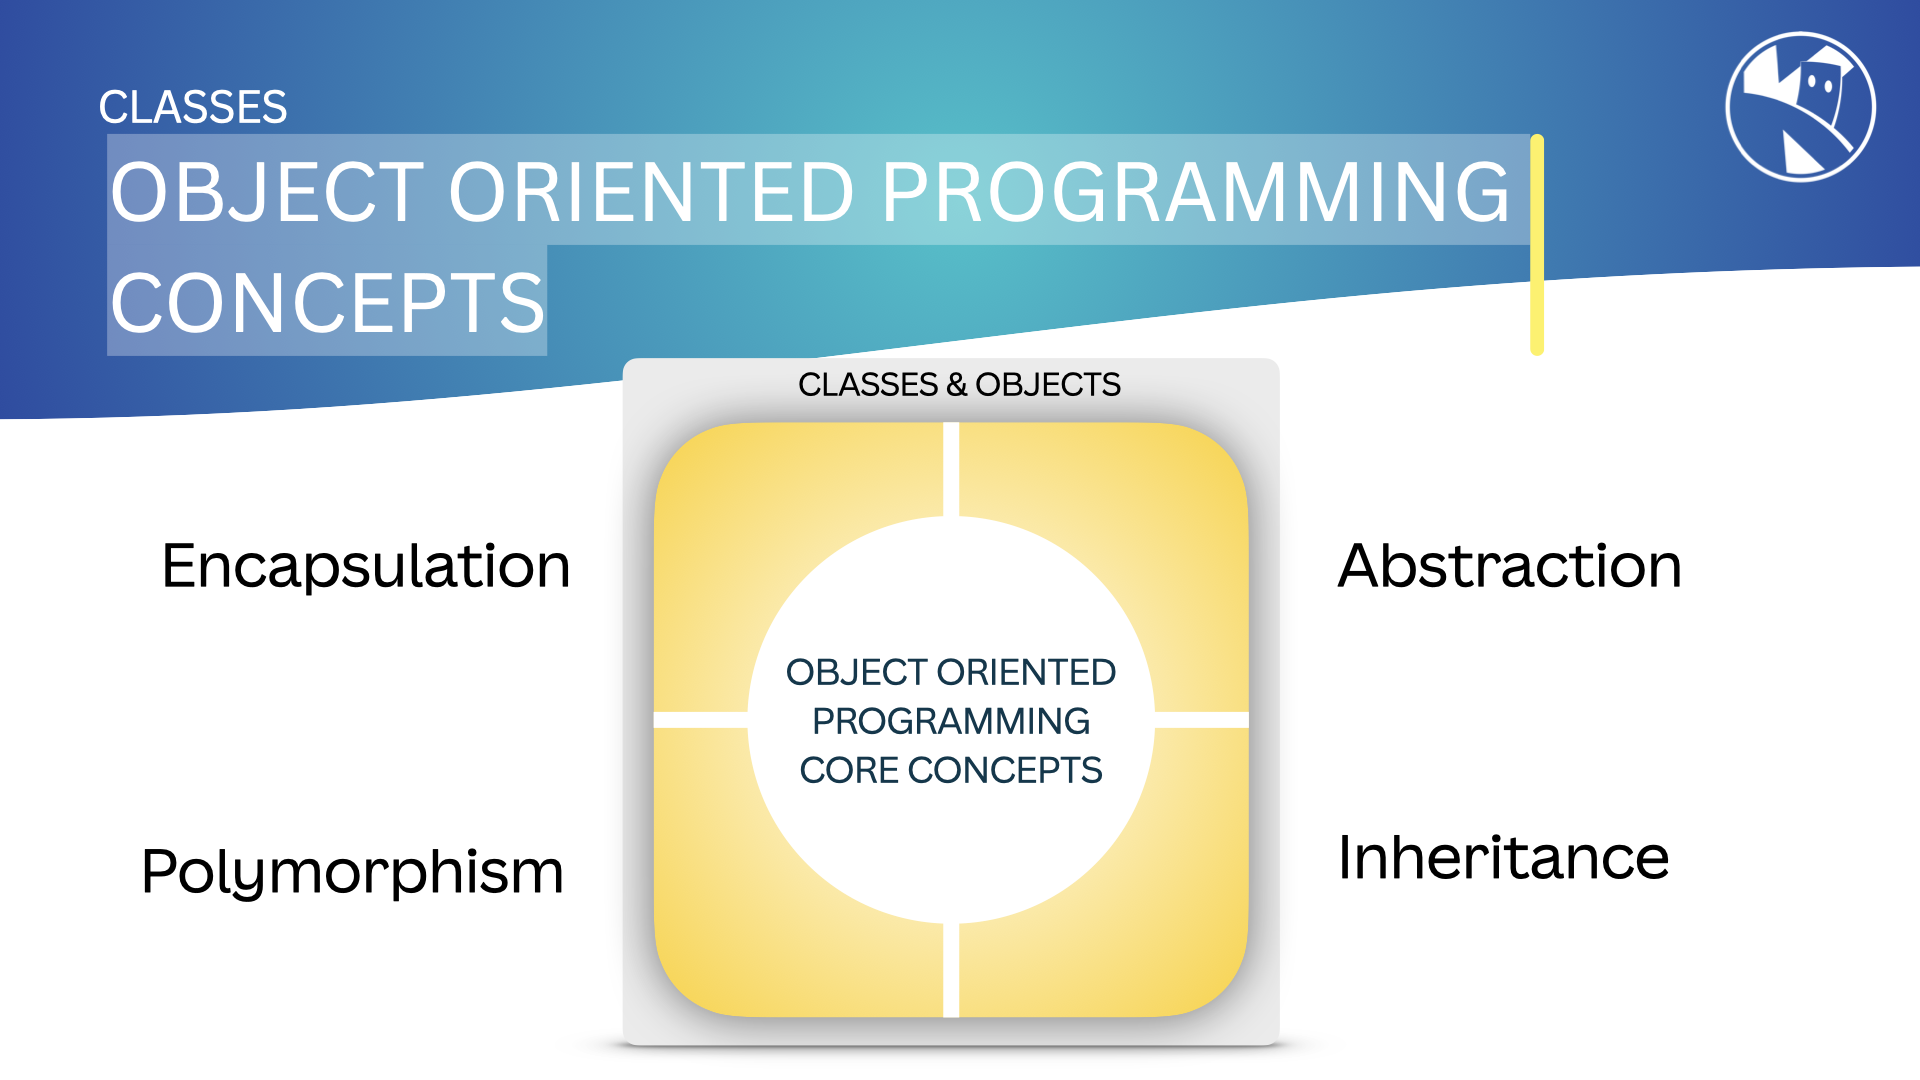 CLASSES
OBJECT ORIENTED PROGRAMMING
CONCEPTS
CLASSES & OBJECTS
Encapsulation
Abstraction
OBJECT ORIENTED
PROGRAMMING
CORE CONCEPTS
Polymorphism
Inheritance